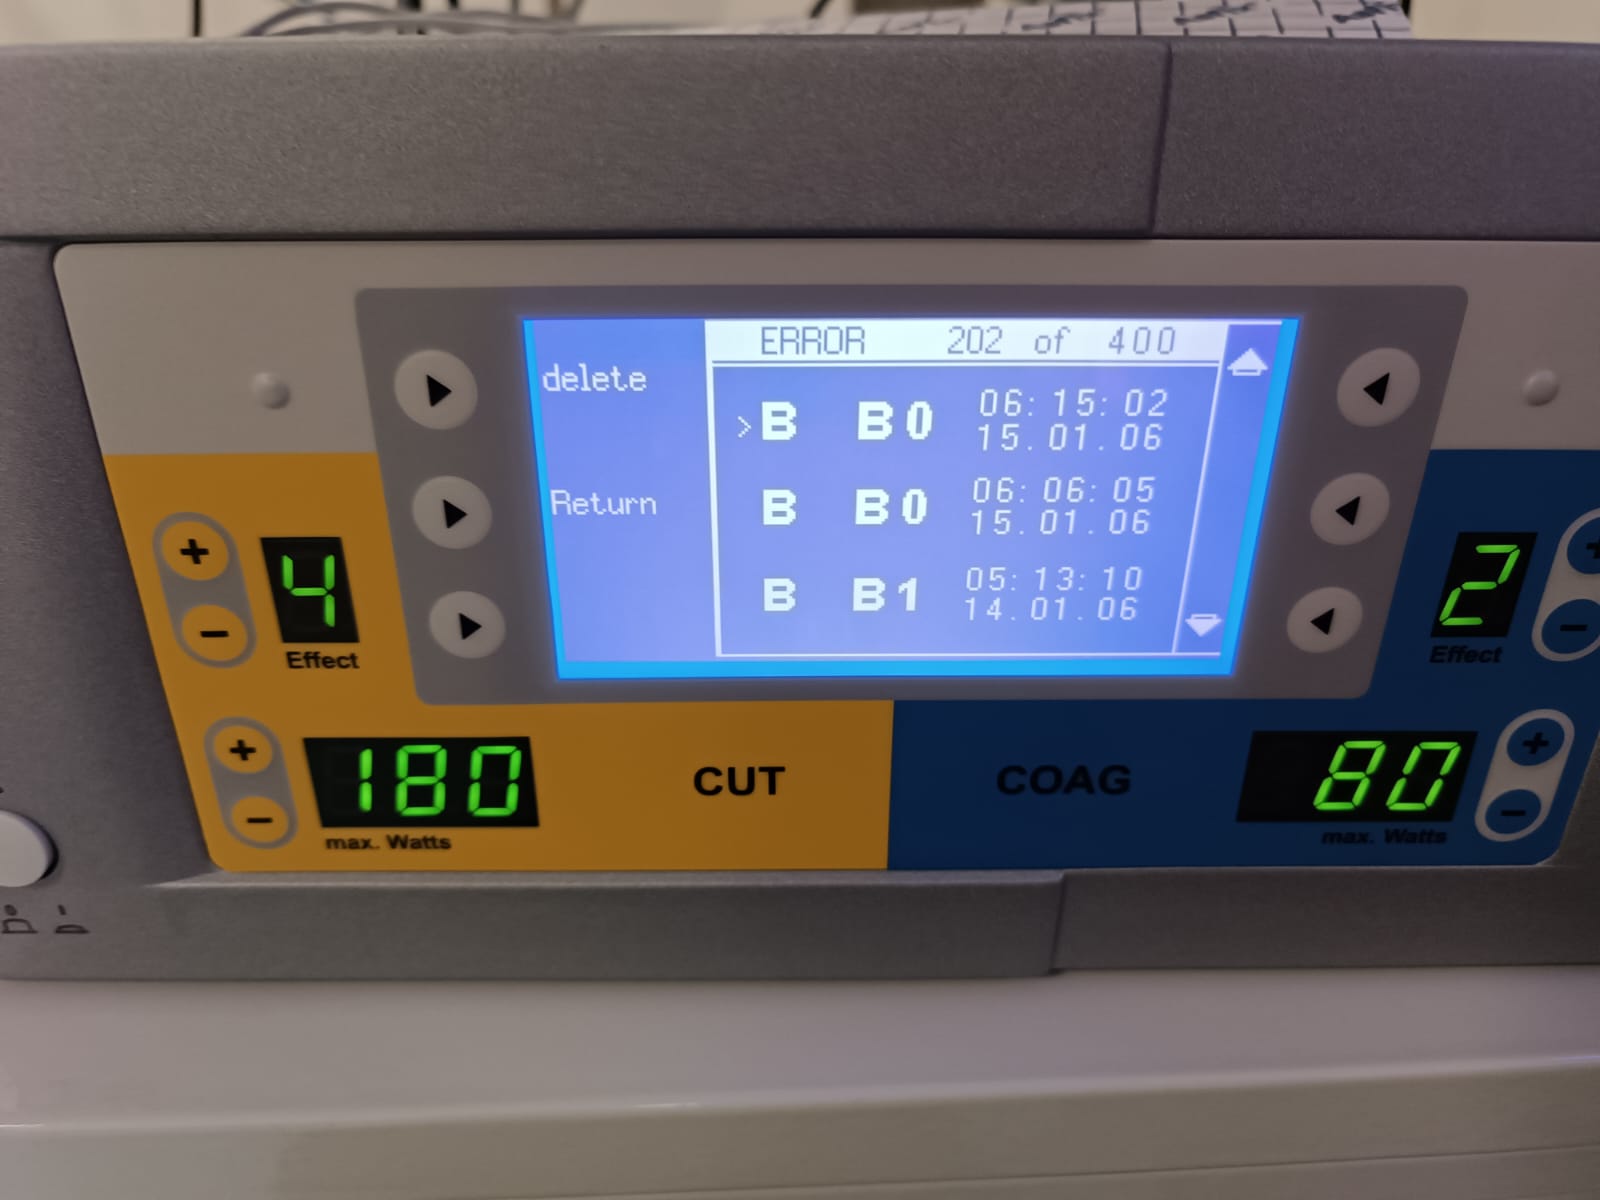 ERROR 202 of 400
delete
>B B0 06:15:02
15.01.06
Return
B B0 06:06:05
15.01.06
B B1 05:13:10
14.01.06
+
-
4
Effect
2
Effect
+
-
+
-
180
max. Watts
CUT
COAG
80
max. Watts
+
-